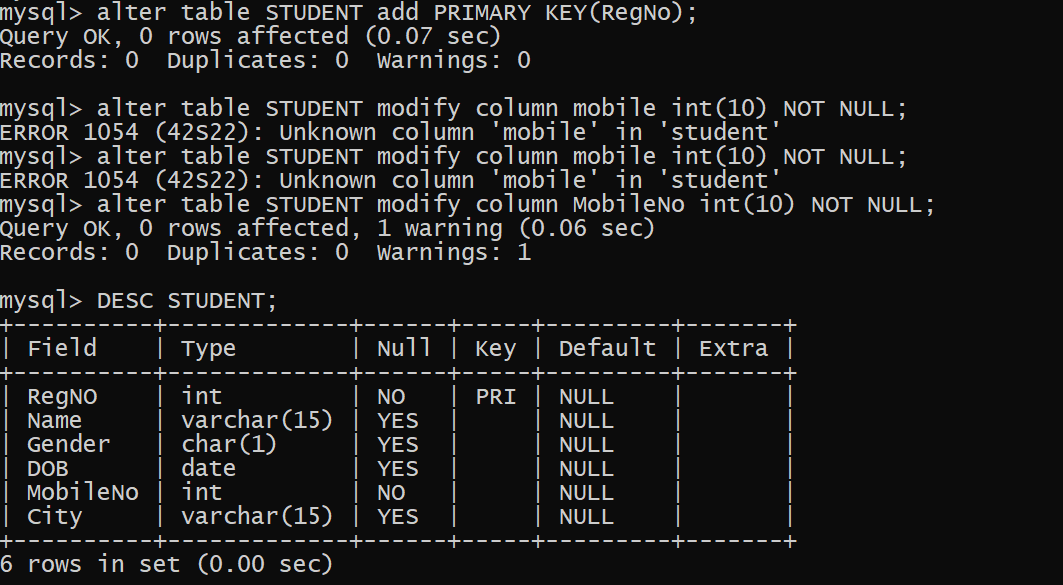 mysql> alter table STUDENT add PRIMARY KEY(RegNo);
Query OK, 0 rows affected (0.07 sec)
Records: 0  Duplicates: 0  Warnings: 0
mysql> alter table STUDENT modify column mobile int(10) NOT NULL;
ERROR 1054 (42S22): Unknown column 'mobile' in 'student'
mysql> alter table STUDENT modify column mobile int(10) NOT NULL;
ERROR 1054 (42S22): Unknown column 'mobile' in 'student'
mysql> alter table STUDENT modify column MobileNo int(10) NOT NULL;
Query OK, 0 rows affected, 1 warning (0.06 sec)
Records: 0  Duplicates: 0  Warnings: 1
mysql> DESC STUDENT;
+----------+-------------+------+-----+---------+-------+
| Field    | Type        | Null | Key | Default | Extra |
+----------+-------------+------+-----+---------+-------+
| RegNO    | int         | NO   | PRI | NULL    |       |
| Name     | varchar(15) | YES  |     | NULL    |       |
| Gender   | char(1)     | YES  |     | NULL    |       |
| DOB      | date        | YES  |     | NULL    |       |
| MobileNo | int         | NO   |     | NULL    |       |
| City     | varchar(15) | YES  |     | NULL    |       |
+----------+-------------+------+-----+---------+-------+
6 rows in set (0.00 sec)